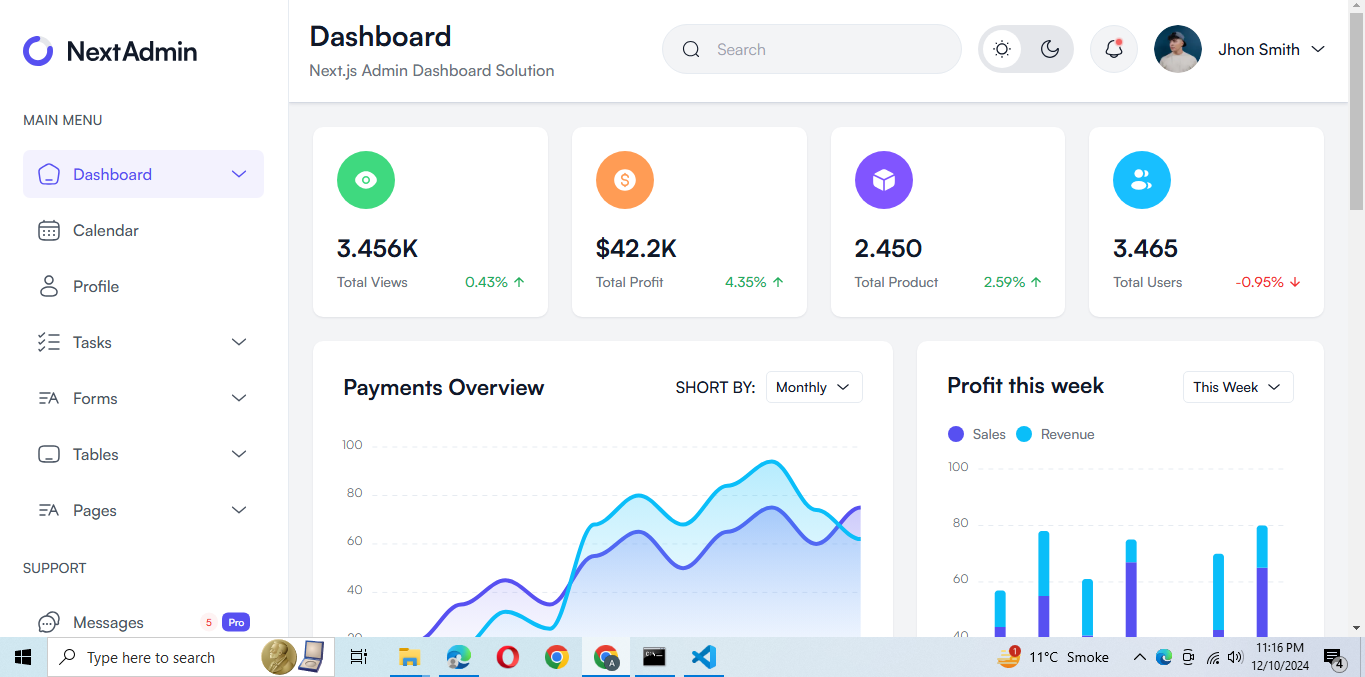 NextAdmin
MAIN MENU
Dashboard
Calendar
Profile
Tasks
Forms
Tables
Pages
SUPPORT
Messages 5 Pro
Dashboard
Next.js Admin Dashboard Solution
Search
Jhon Smith
3.456K
Total Views 0.43%
$42.2K
Total Profit 4.35%
2.450
Total Product 2.59%
3.465
Total Users -0.95%
Payments Overview
SHORT BY: Monthly
100
80
60
40
20
Profit this week
This Week
Sales Revenue
100
80
60
40
Type here to search
A
1
11°C Smoke
11:16 PM
12/10/2024
4